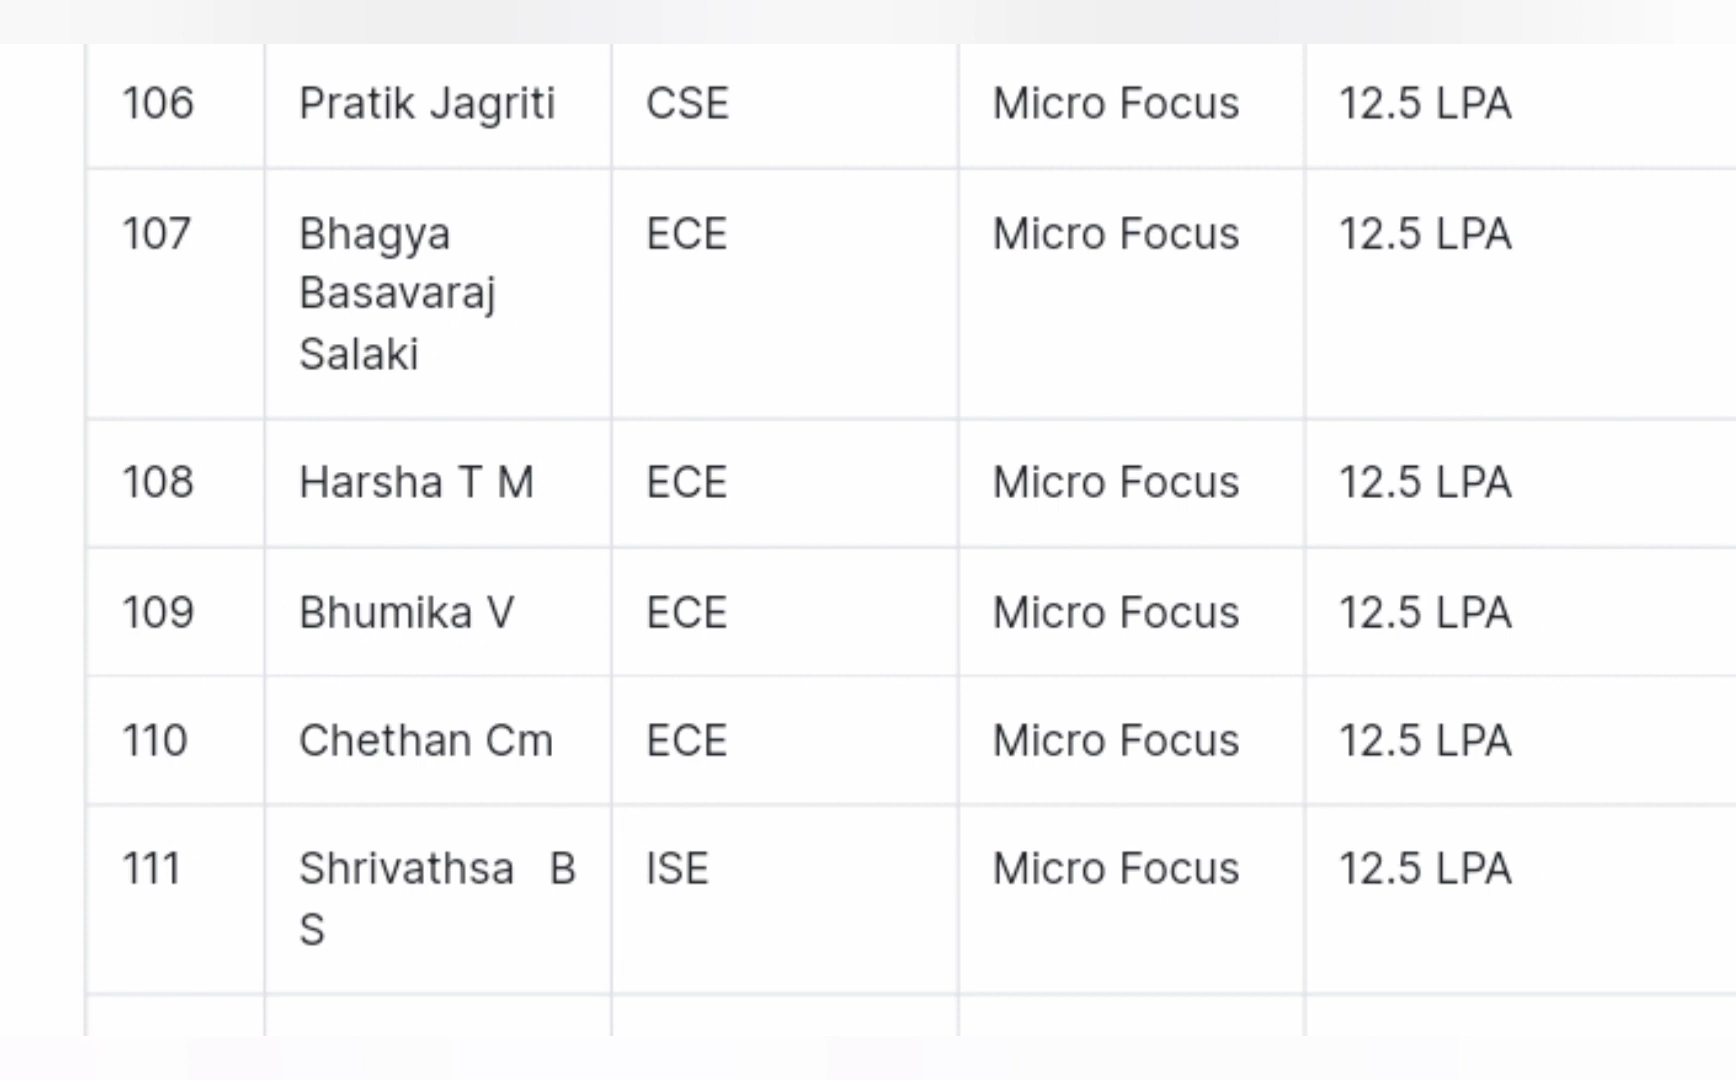 106 Pratik Jagriti CSE Micro Focus 12.5 LPA
107 Bhagya ECE Micro Focus 12.5 LPA
Basavaraj
Salaki
108 Harsha T M ECE Micro Focus 12.5 LPA
109 Bhumika V ECE Micro Focus 12.5 LPA
110 Chethan Cm ECE Micro Focus 12.5 LPA
111 Shrivathsa B ISE Micro Focus 12.5 LPA
S